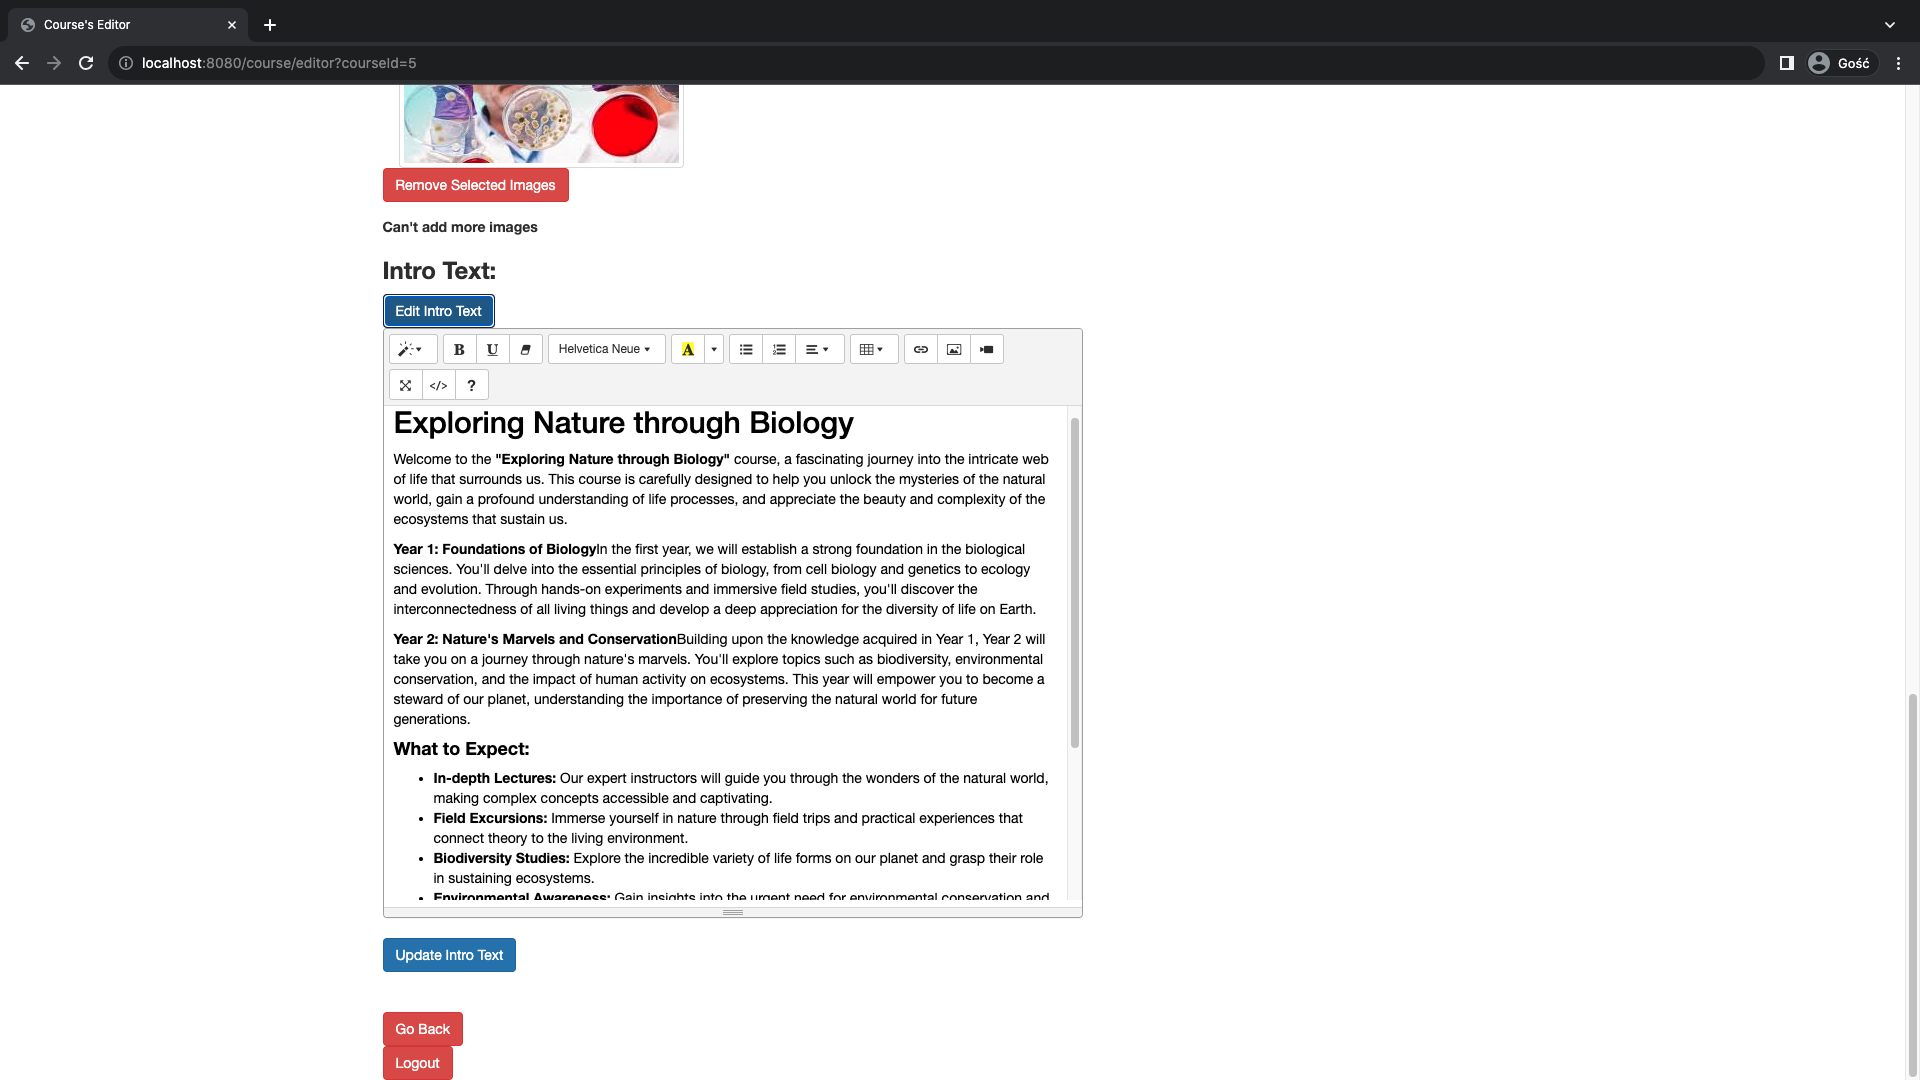 Course's Editor
localhost:8080/course/editor?courseId=5
Gość
Remove Selected Images
Can't add more images
Intro Text:
Edit Intro Text
B U Helvetica Neue A
</> ?
Exploring Nature through Biology
Welcome to the "Exploring Nature through Biology" course, a fascinating journey into the intricate web
of life that surrounds us. This course is carefully designed to help you unlock the mysteries of the natural
world, gain a profound understanding of life processes, and appreciate the beauty and complexity of the
ecosystems that sustain us.
Year 1: Foundations of BiologyIn the first year, we will establish a strong foundation in the biological
sciences. You'll delve into the essential principles of biology, from cell biology and genetics to ecology
and evolution. Through hands-on experiments and immersive field studies, you'll discover the
interconnectedness of all living things and develop a deep appreciation for the diversity of life on Earth.
Year 2: Nature's Marvels and ConservationBuilding upon the knowledge acquired in Year 1, Year 2 will
take you on a journey through nature's marvels. You'll explore topics such as biodiversity, environmental
conservation, and the impact of human activity on ecosystems. This year will empower you to become a
steward of our planet, understanding the importance of preserving the natural world for future
generations.
What to Expect:
• In-depth Lectures: Our expert instructors will guide you through the wonders of the natural world,
making complex concepts accessible and captivating.
• Field Excursions: Immerse yourself in nature through field trips and practical experiences that
connect theory to the living environment.
• Biodiversity Studies: Explore the incredible variety of life forms on our planet and grasp their role
in sustaining ecosystems.
• Environmental Awareness: Gain insights into the urgent need for environmental conservation and
Update Intro Text
Go Back
Logout